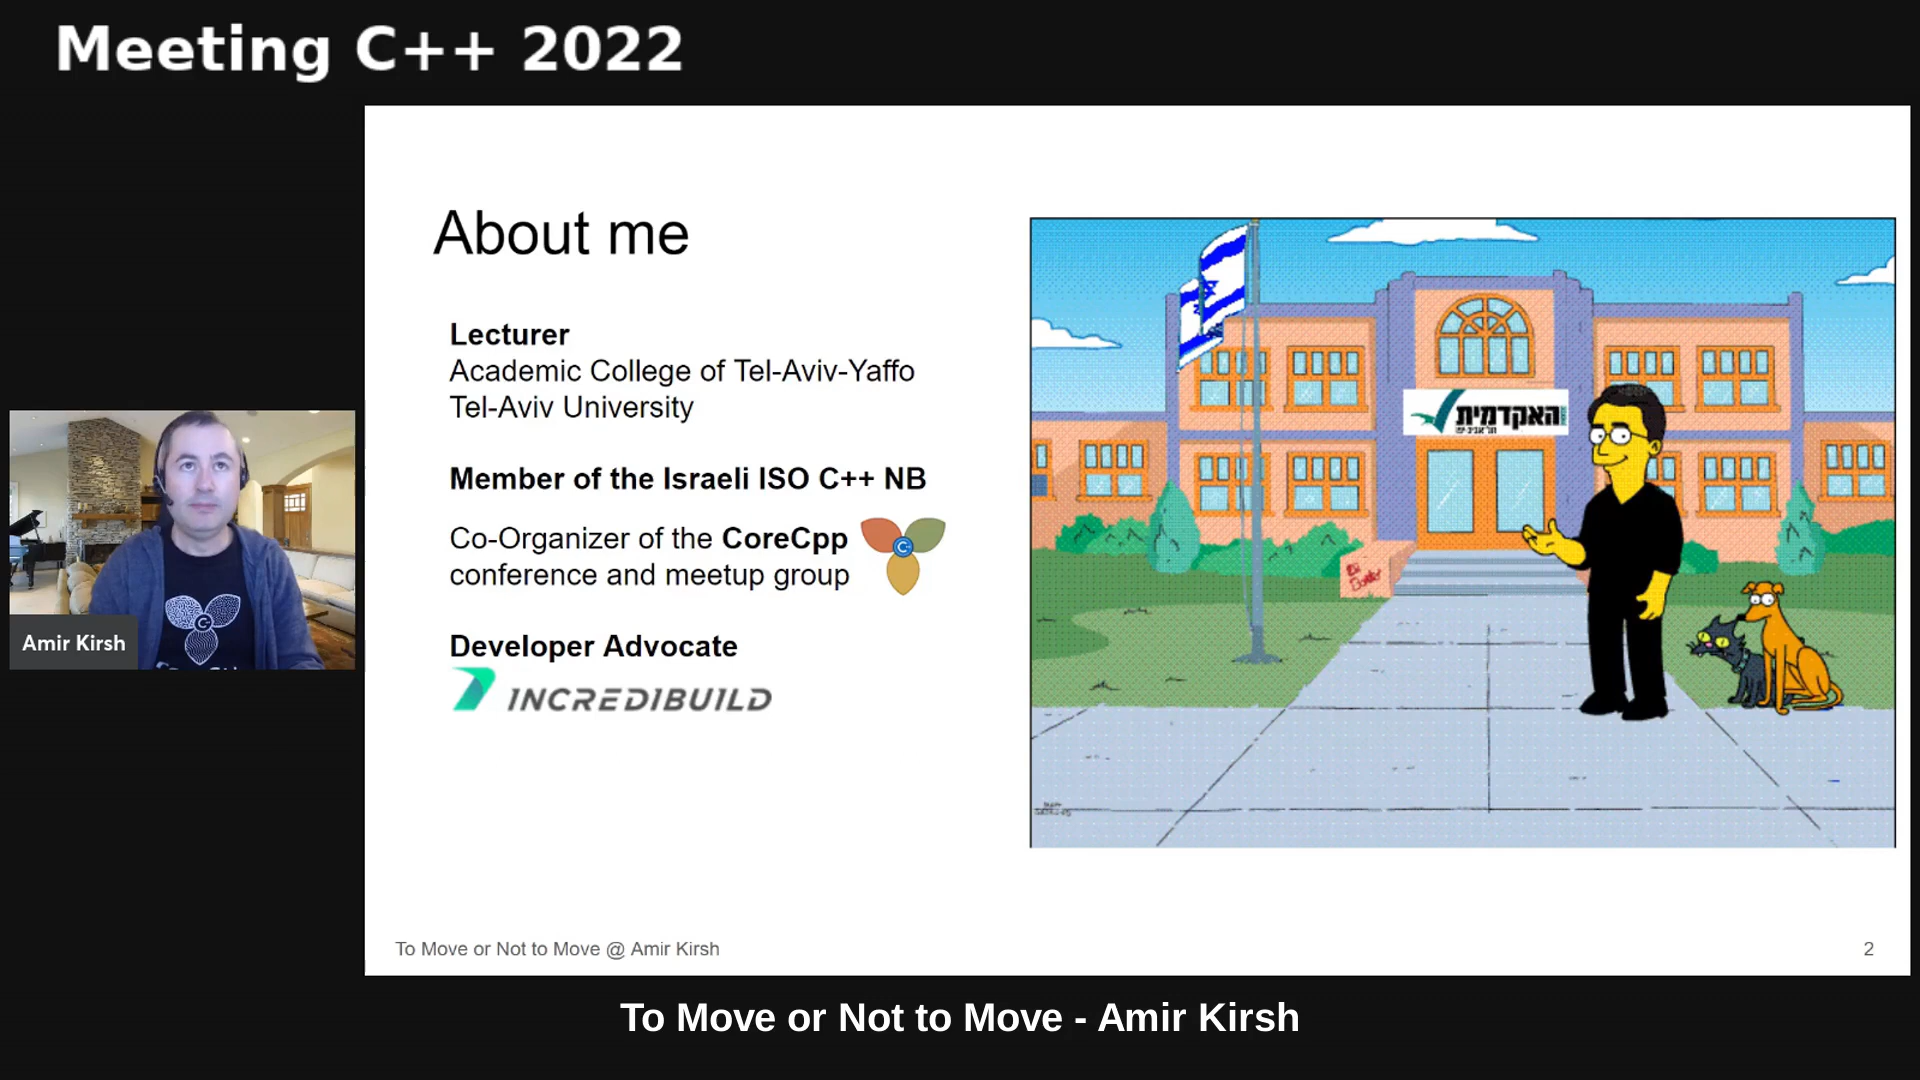 Meeting C++ 2022
About me
Lecturer
Academic College of Tel-Aviv-Yaffo
Tel-Aviv University
Member of the Israeli ISO C++ NB
Co-Organizer of the CoreCpp
conference and meetup group
Developer Advocate
INCREDIBUILD
האקדמית
תל אביב יפו
Amir Kirsh
To Move or Not to Move @ Amir Kirsh
2
To Move or Not to Move - Amir Kirsh